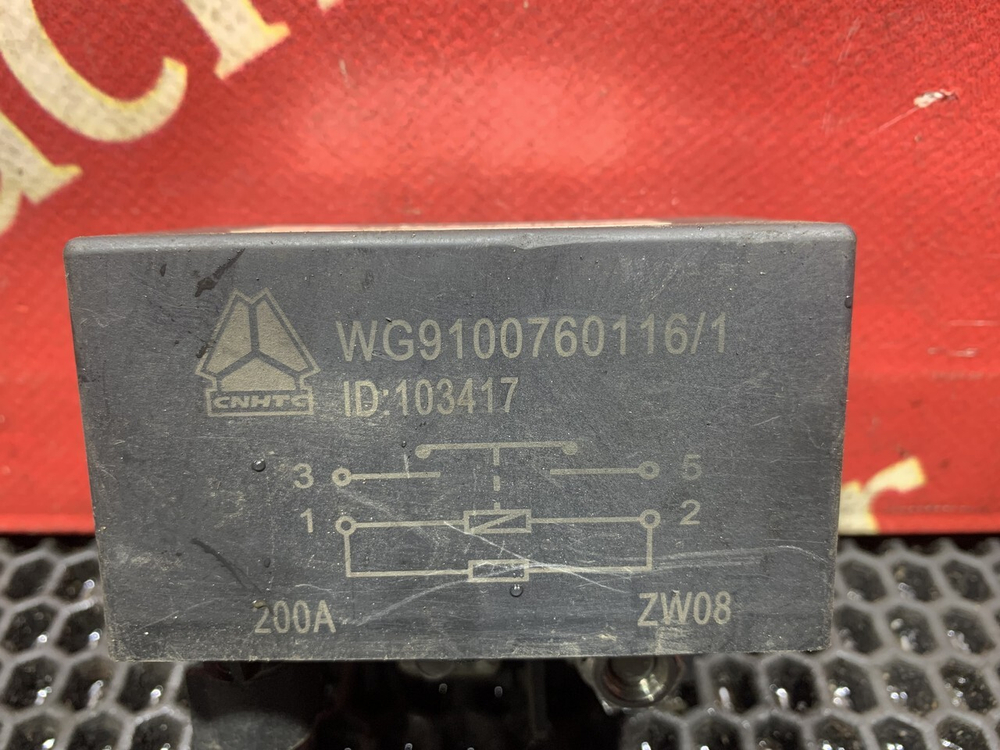 CNHTC
WG9100760116/1
ID:103417
3 5
1 2
200A ZW08